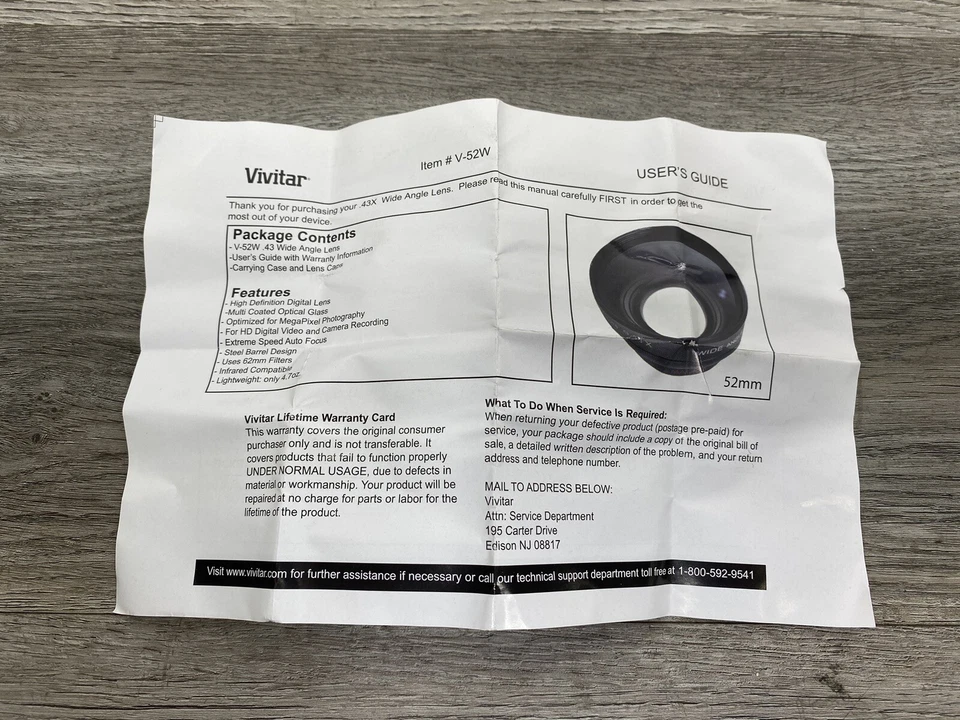 Vivitar
Item # V-52W
USER'S GUIDE
Thank you for purchasing your .43X Wide Angle Lens. Please read this manual carefully FIRST in order to get the
most out of your device.
Package Contents
- V-52W .43 Wide Angle Lens
-User's Guide with Warranty Information
-Carrying Case and Lens Caps
Features
- High Definition Digital Lens
-Multi Coated Optical Glass
- Optimized for MegaPixel Photography
- For HD Digital Video and Camera Recording
- Extreme Speed Auto Focus
- Steel Barrel Design
- Uses 62mm Filters
- Infrared Compatible
- Lightweight: only 4.7oz.
WIDE
52mm
Vivitar Lifetime Warranty Card
This warranty covers the original consumer
purchaser only and is not transferable. It
covers products that fail to function properly
UNDER NORMAL USAGE, due to defects in
material or workmanship. Your product will be
repaired at no charge for parts or labor for the
lifetime of the product.
What To Do When Service Is Required:
When returning your defective product (postage pre-paid) for
service, your package should include a copy of the original bill of
sale, a detailed written description of the problem, and your return
address and telephone number.
MAIL TO ADDRESS BELOW:
Vivitar
Attn: Service Department
195 Carter Drive
Edison NJ 08817
Visit www.vivitar.com for further assistance if necessary or call our technical support department toll free at 1-800-592-9541